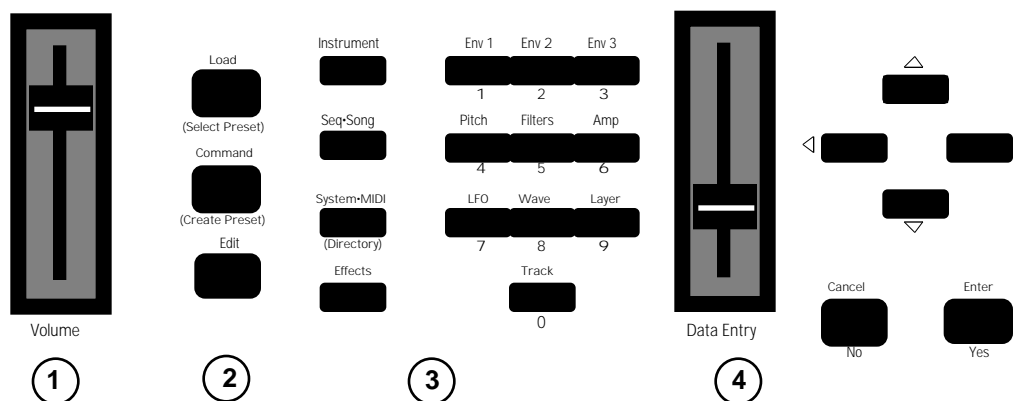 Volume
1
Load
(Select Preset)
Command
(Create Preset)
Edit
2
Instrument
Seq•Song
System•MIDI
(Directory)
Effects
Env 1 Env 2 Env 3
1 2 3
Pitch Filters Amp
4 5 6
LFO Wave Layer
7 8 9
Track
0
3
Data Entry
4
Cancel Enter
No Yes